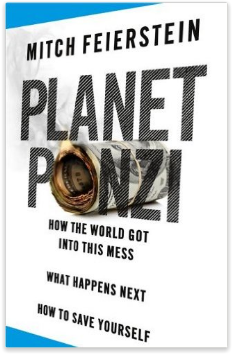 MITCH FEIERSTEIN
PLANET
PONZI
HOW THE WORLD GOT
INTO THIS MESS
WHAT HAPPENS NEXT
HOW TO SAVE YOURSELF